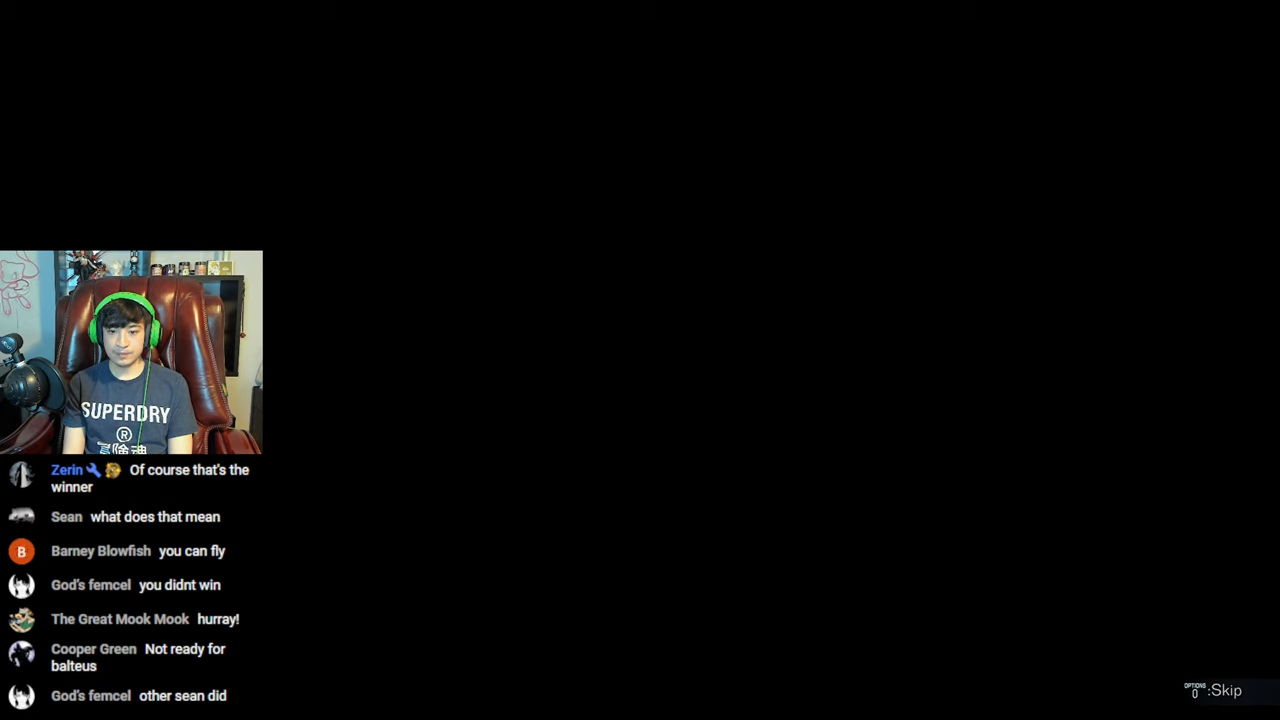 SUPERDRY
®
Zerin Of course that's the
winner
Sean what does that mean
B Barney Blowfish you can fly
God's femcel you didnt win
The Great Mook Mook hurray!
Cooper Green Not ready for
balteus
God's femcel other sean did
OPTIONS :Skip